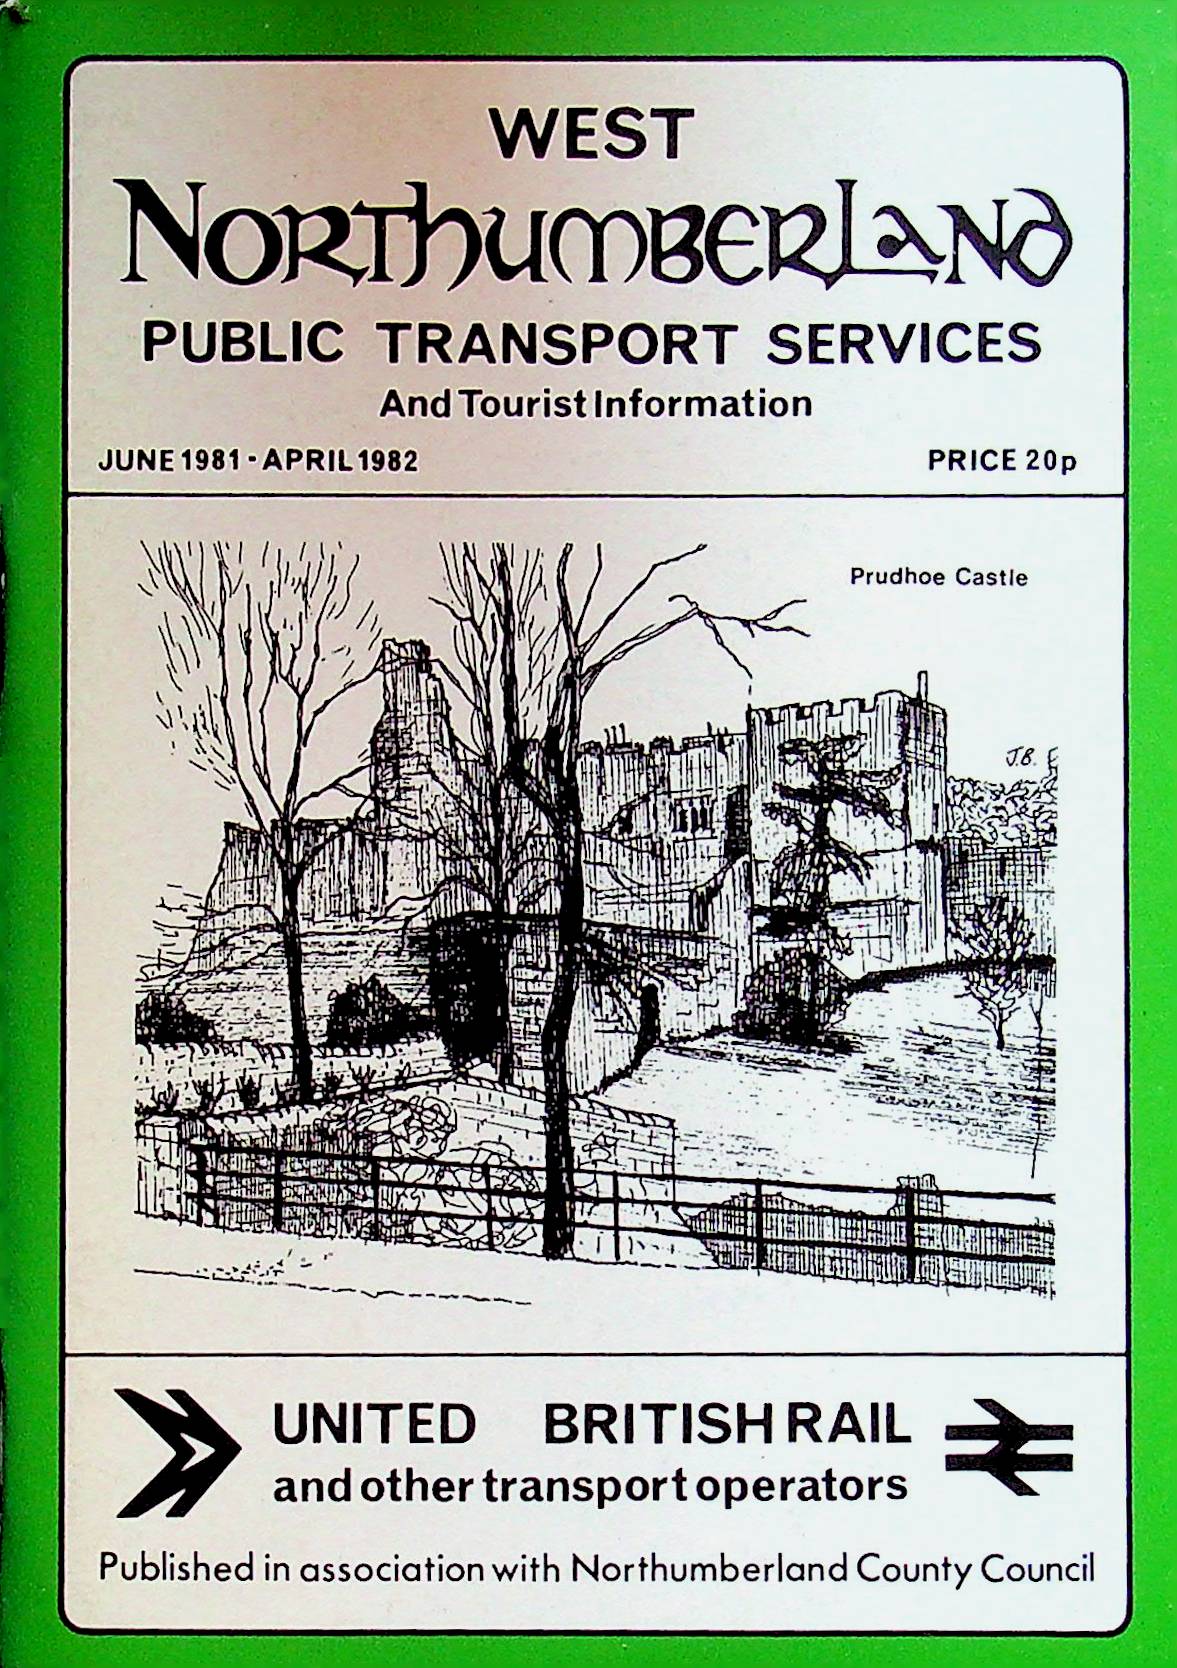 WEST
NORTHUMBERLAND
PUBLIC TRANSPORT SERVICES
And Tourist Information
JUNE 1981 - APRIL 1982 PRICE 20p
Prudhoe Castle
J.B.
UNITED BRITISH RAIL
and other transport operators
Published in association with Northumberland County Council